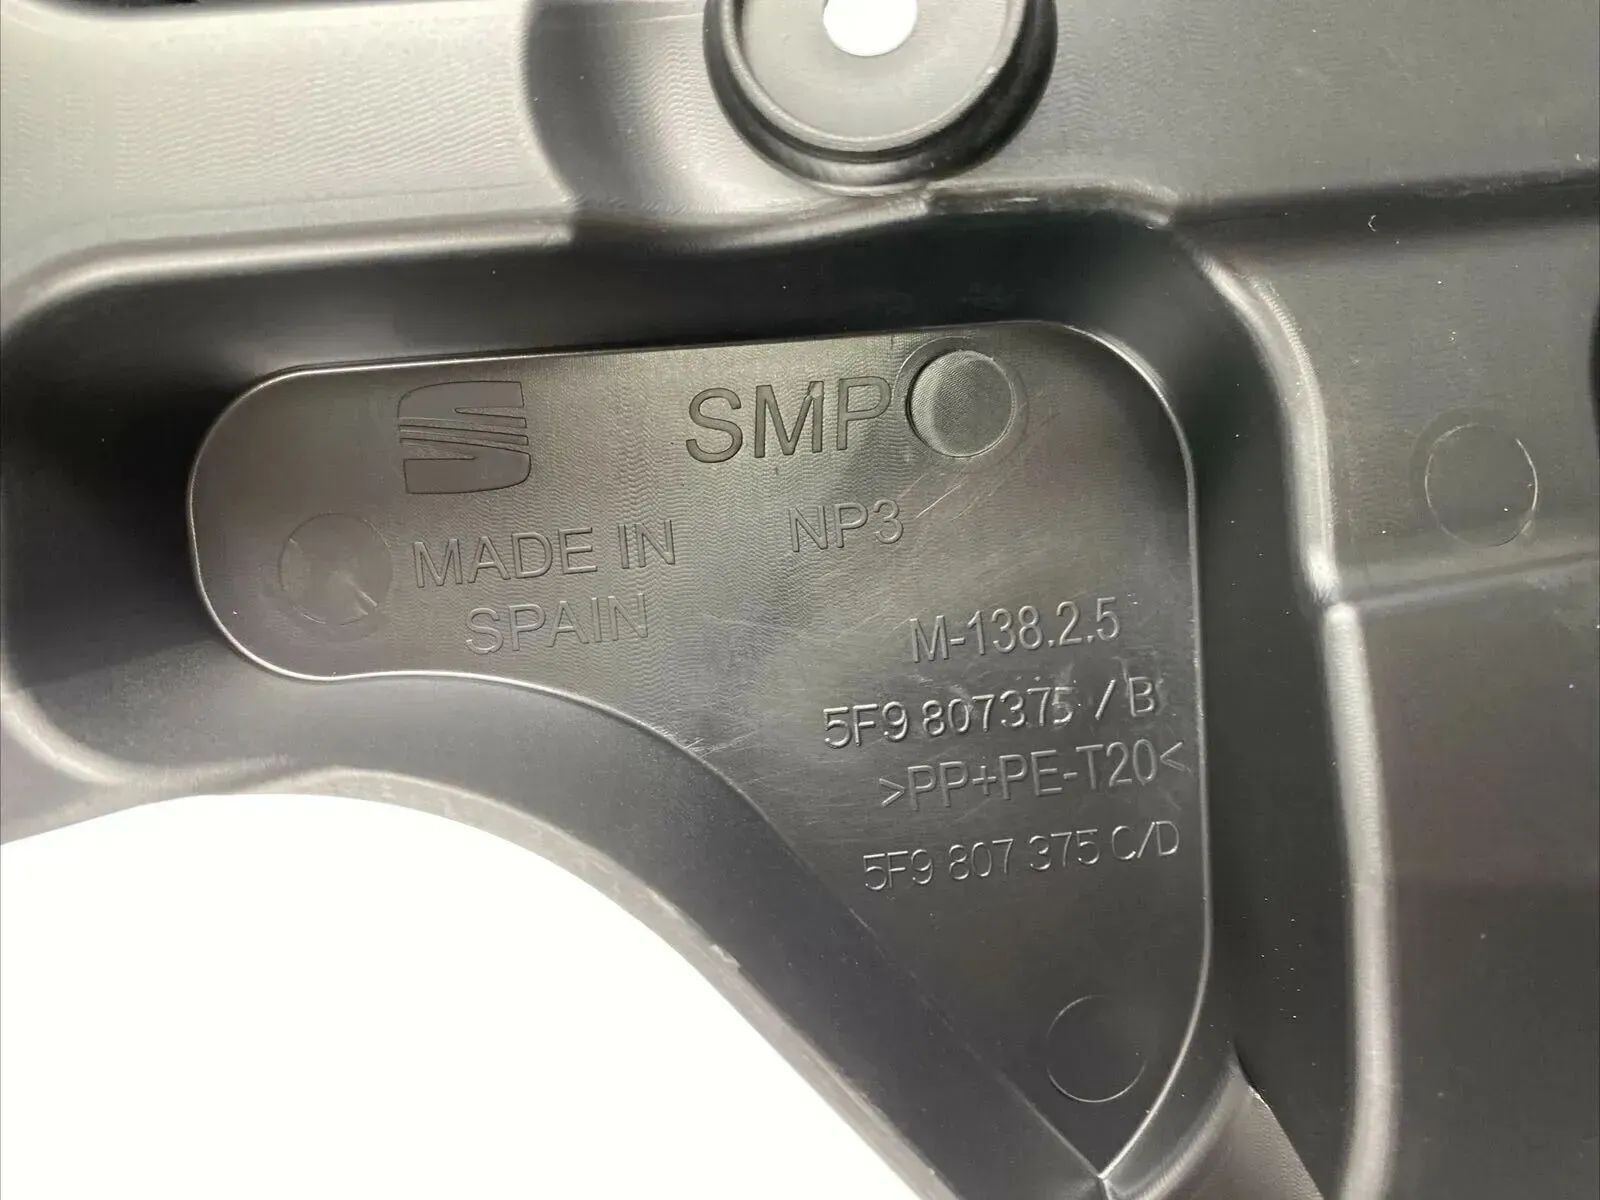 SMP
MADE IN
SPAIN
NP3
M-138.2.5
5F9 807375 / B
>PP+PE-T20<
5F9 807 375 C/D